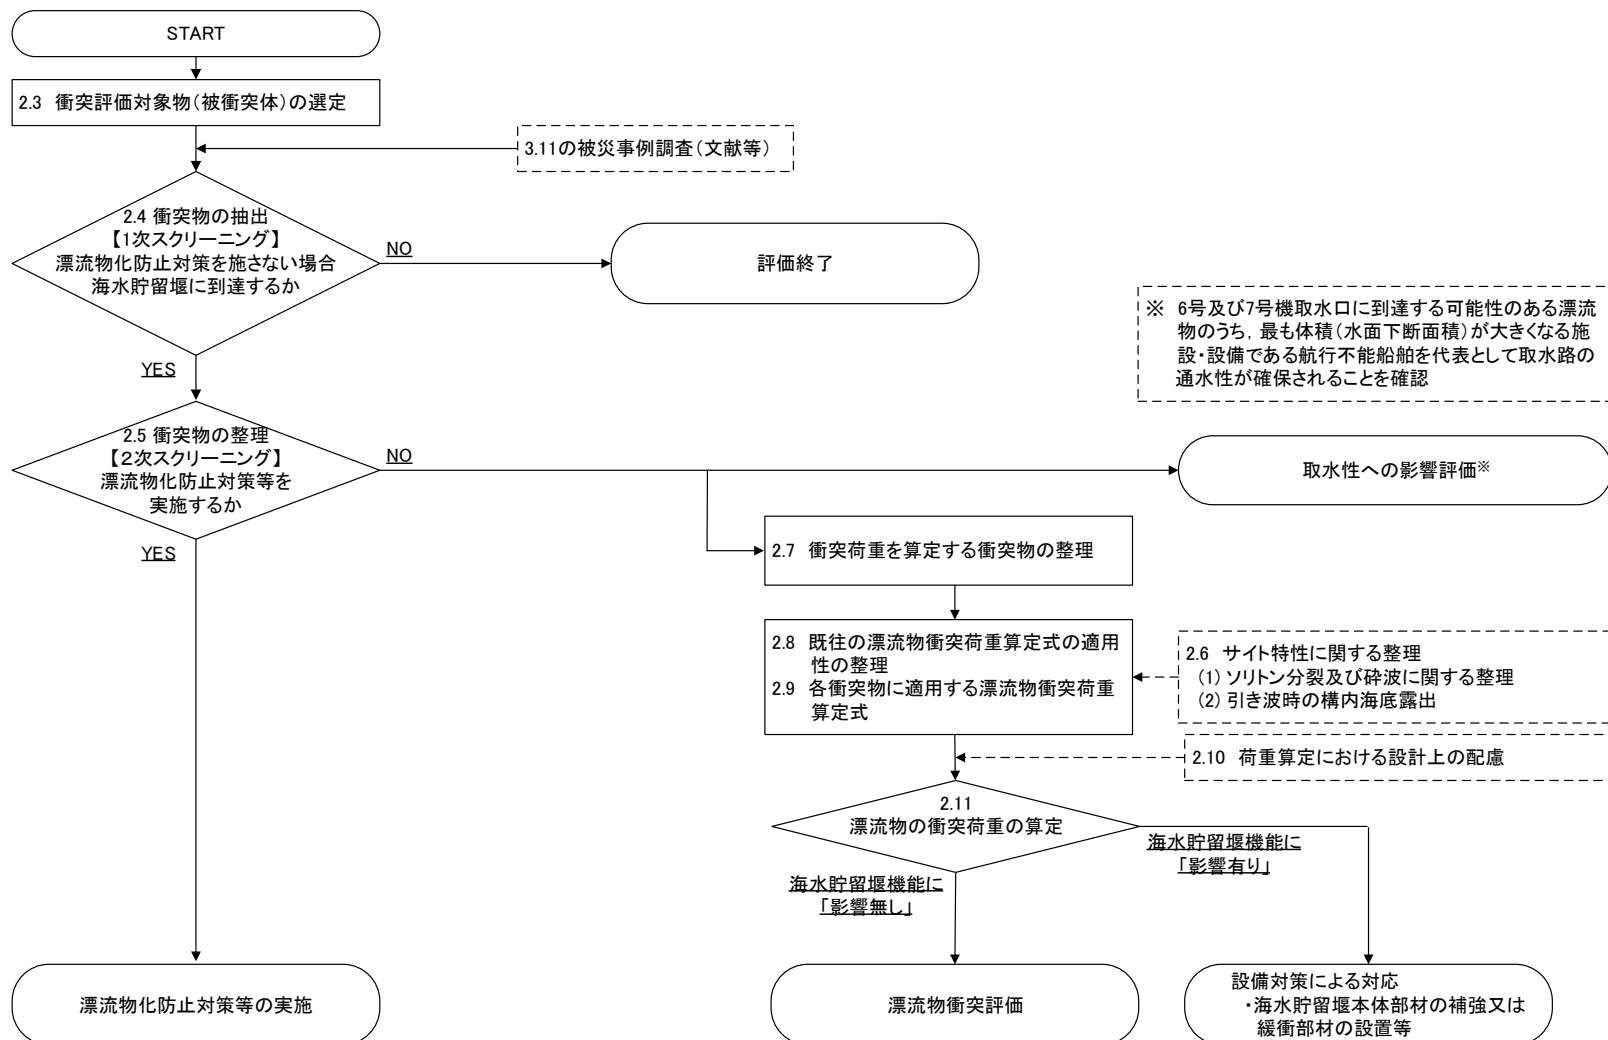 START
2.3 衝突評価対象物(被衝突体)の選定
3.11の被災事例調査(文献等)
2.4 衝突物の抽出
【1次スクリーニング】
漂流物化防止対策を施さない場合
海水貯留堰に到達するか
NO
評価終了
YES
※ 6号及び7号機取水口に到達する可能性のある漂流
物のうち，最も体積(水面下断面積)が大きくなる施
設・設備である航行不能船舶を代表として取水路の
通水性が確保されることを確認
2.5 衝突物の整理
【２次スクリーニング】
漂流物化防止対策等を
実施するか
NO
取水性への影響評価※
YES
2.7 衝突荷重を算定する衝突物の整理
2.8 既往の漂流物衝突荷重算定式の適用
性の整理
2.9 各衝突物に適用する漂流物衝突荷重
算定式
2.6 サイト特性に関する整理
(1) ソリトン分裂及び砕波に関する整理
(2) 引き波時の構内海底露出
2.10 荷重算定における設計上の配慮
2.11
漂流物の衝突荷重の算定
海水貯留堰機能に
「影響有り」
海水貯留堰機能に
「影響無し」
漂流物化防止対策等の実施
漂流物衝突評価
設備対策による対応
・海水貯留堰本体部材の補強又は
緩衝部材の設置等